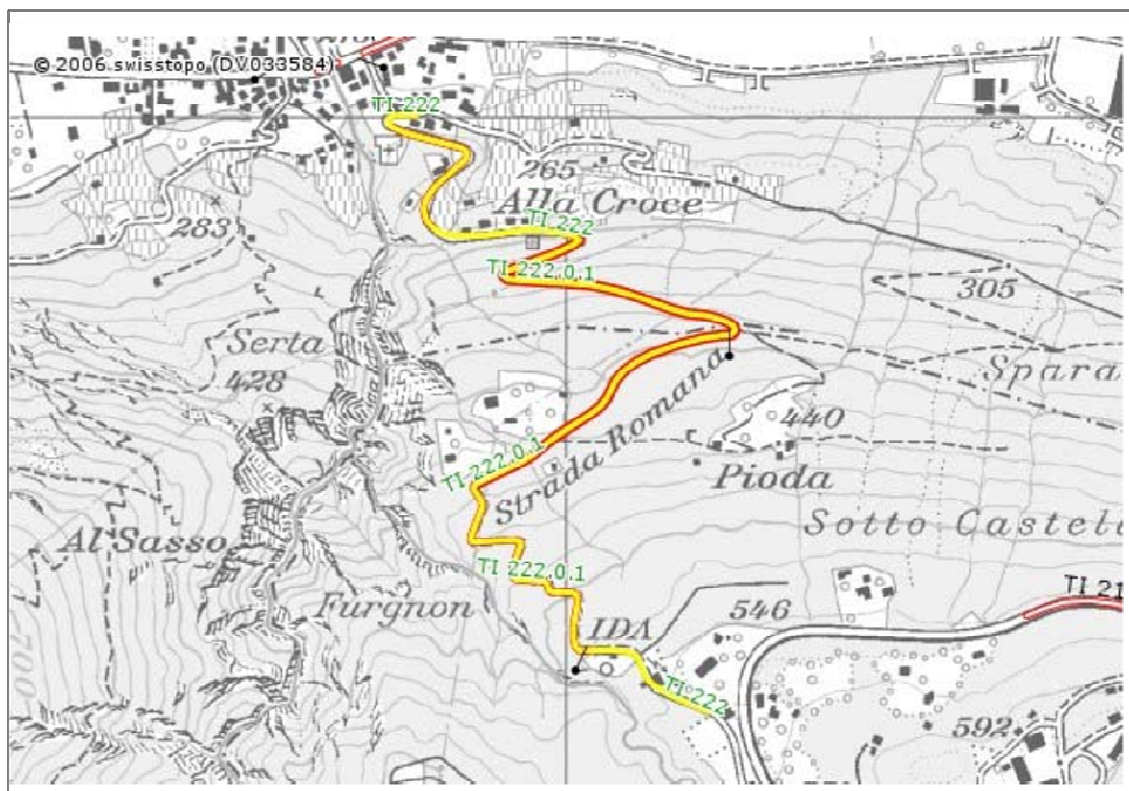 © 2006 swisstopo (DV033584)
TI 222
265
Alla Croce
283
TI 222
TI 222.0.1
305
Serta
428
Spara
Strada Romana
440
TI 222.0.1
Pioda
Sotto Castel
Al Sasso
TI 222.0.1
TI 21
Furgnon
546
IDA
700
TI 222
592